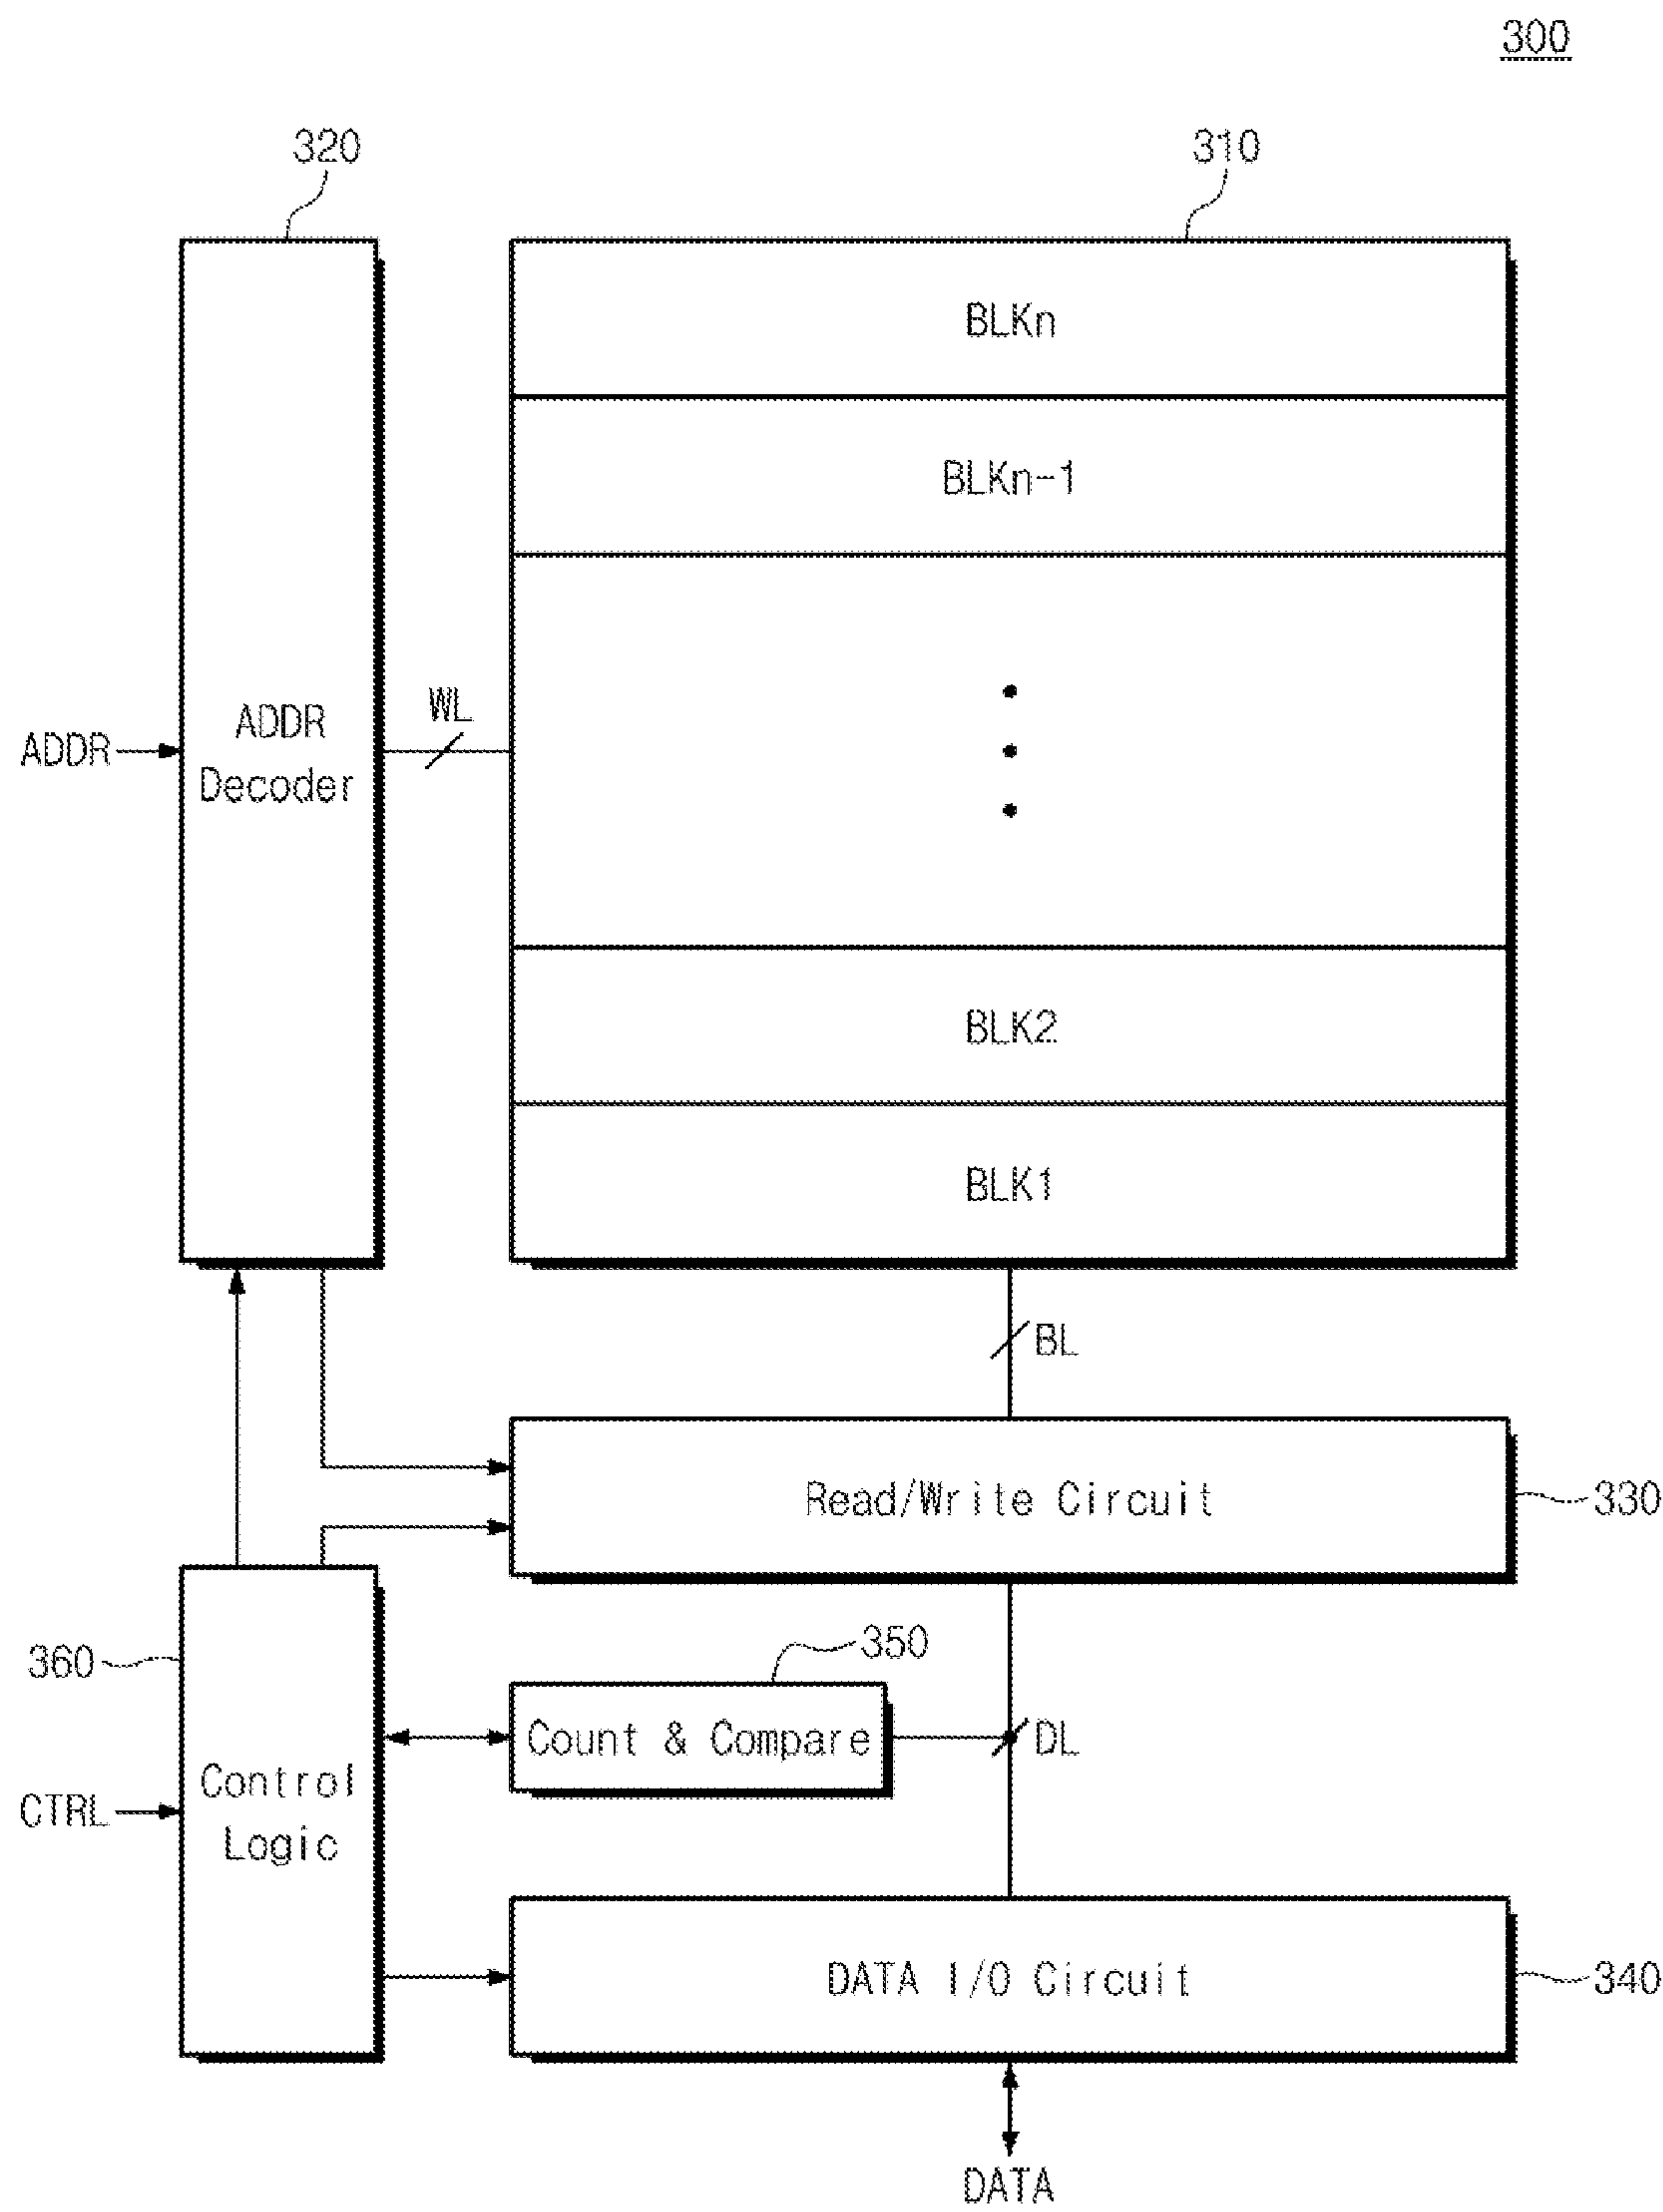 300
320
310
BLKn
BLKn-1
WL
ADDR
ADDR
Decoder
BLK2
BLK1
BL
Read/Write Circuit
330
350
360
Count & Compare
DL
Control
Logic
CTRL
DATA I/O Circuit
340
DATA